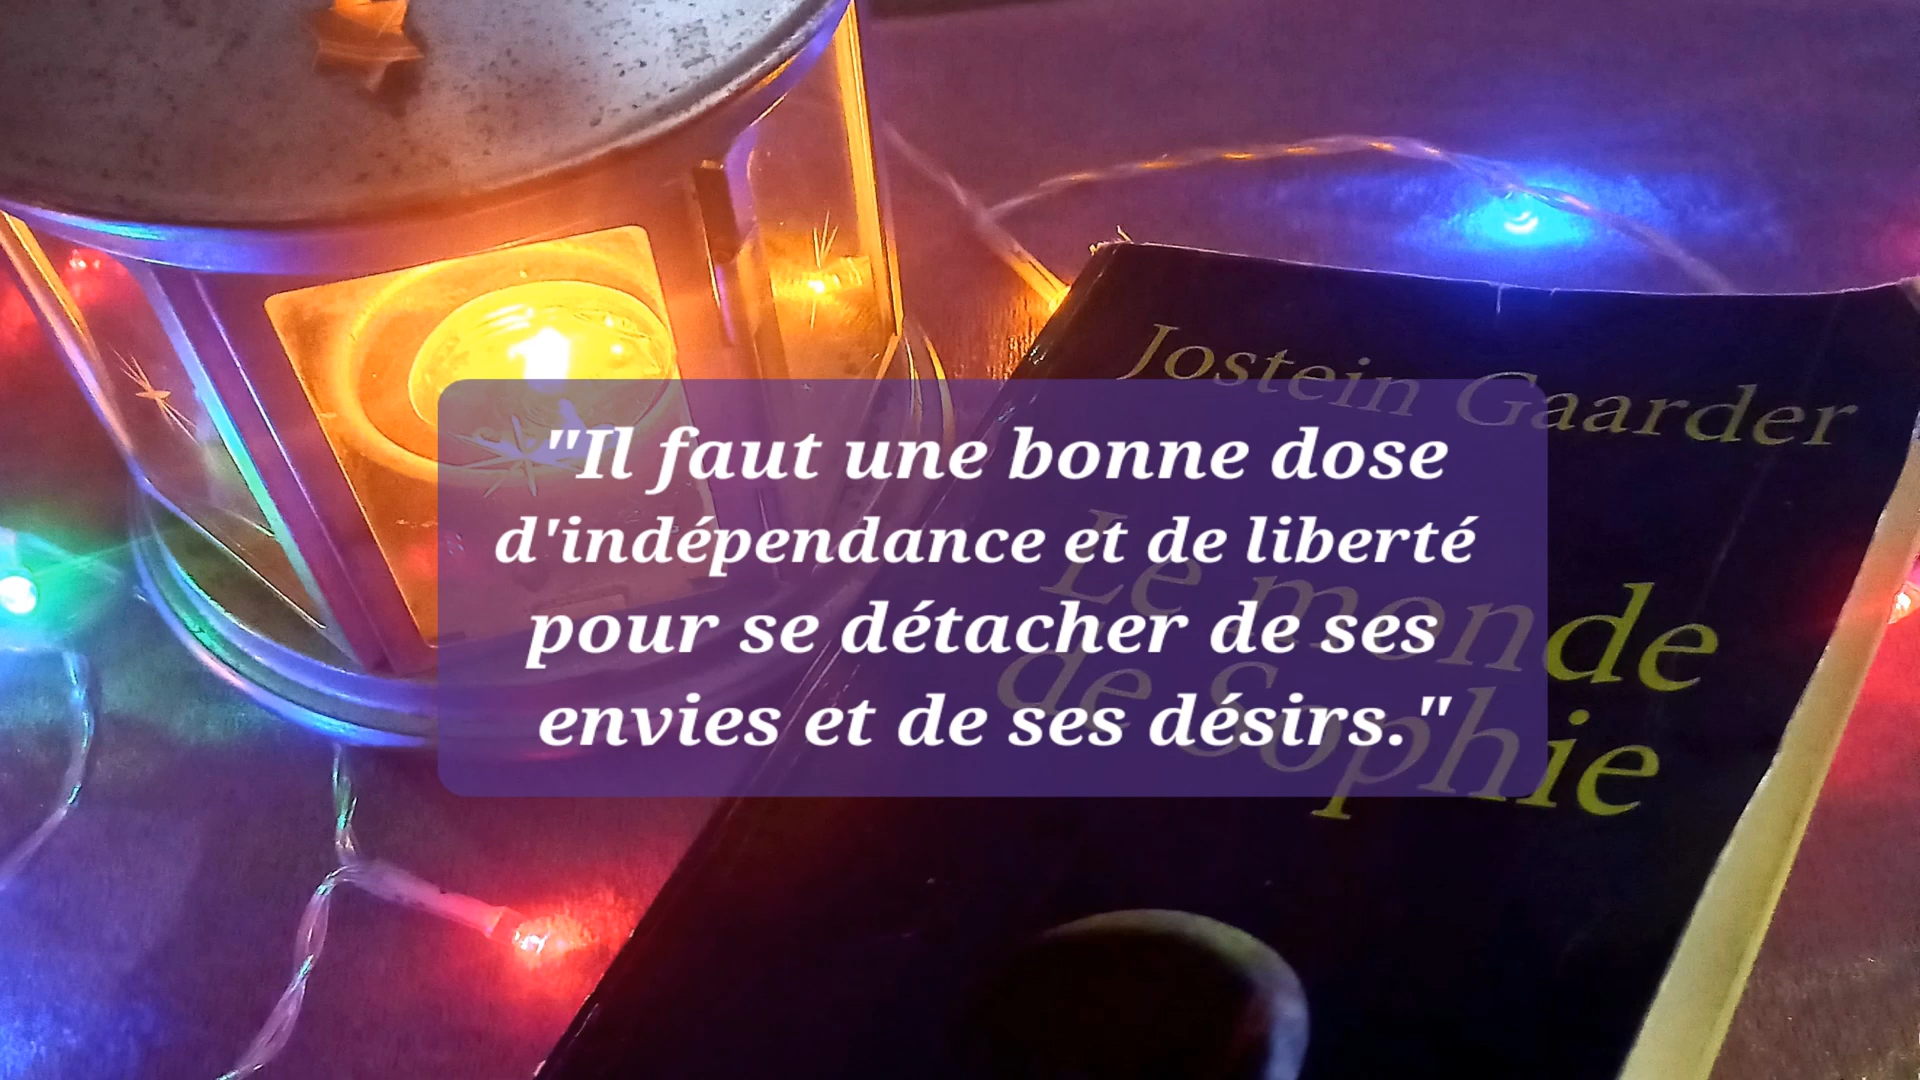 Jostein Gaarder
"Il faut une bonne dose
d'indépendance et de liberté
pour se détacher de ses
envies et de ses désirs."
Le monde
de Sophie